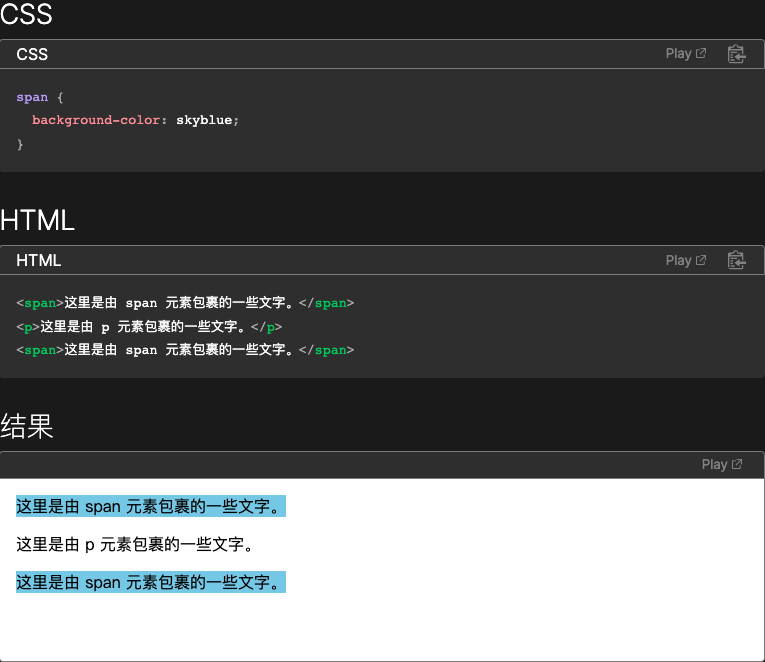 CSS
CSS Play
span {
  background-color: skyblue;
}
HTML
HTML Play
<span>这里是由 span 元素包裹的一些文字。</span>
<p>这里是由 p 元素包裹的一些文字。</p>
<span>这里是由 span 元素包裹的一些文字。</span>
结果
Play
这里是由 span 元素包裹的一些文字。
这里是由 p 元素包裹的一些文字。
这里是由 span 元素包裹的一些文字。